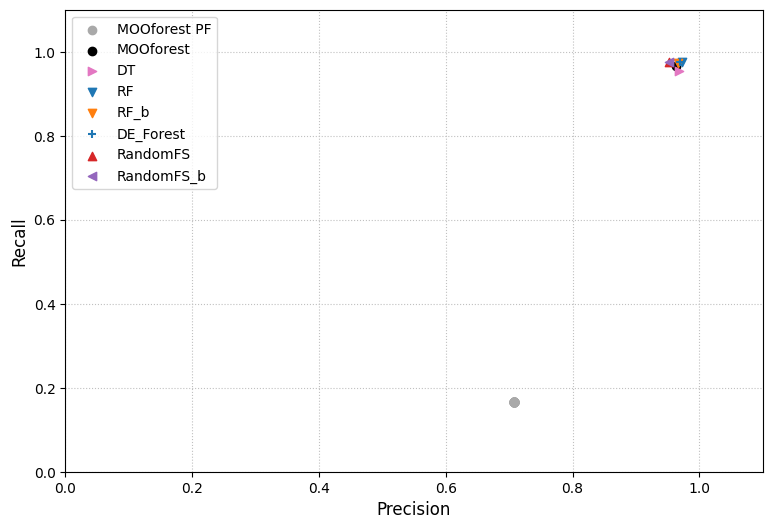 MOOforest PF
MOOforest
DT
RF
RF_b
DE_Forest
RandomFS
RandomFS_b
1.0
0.8
0.6
0.4
0.2
0.0
Recall
0.0 0.2 0.4 0.6 0.8 1.0
Precision